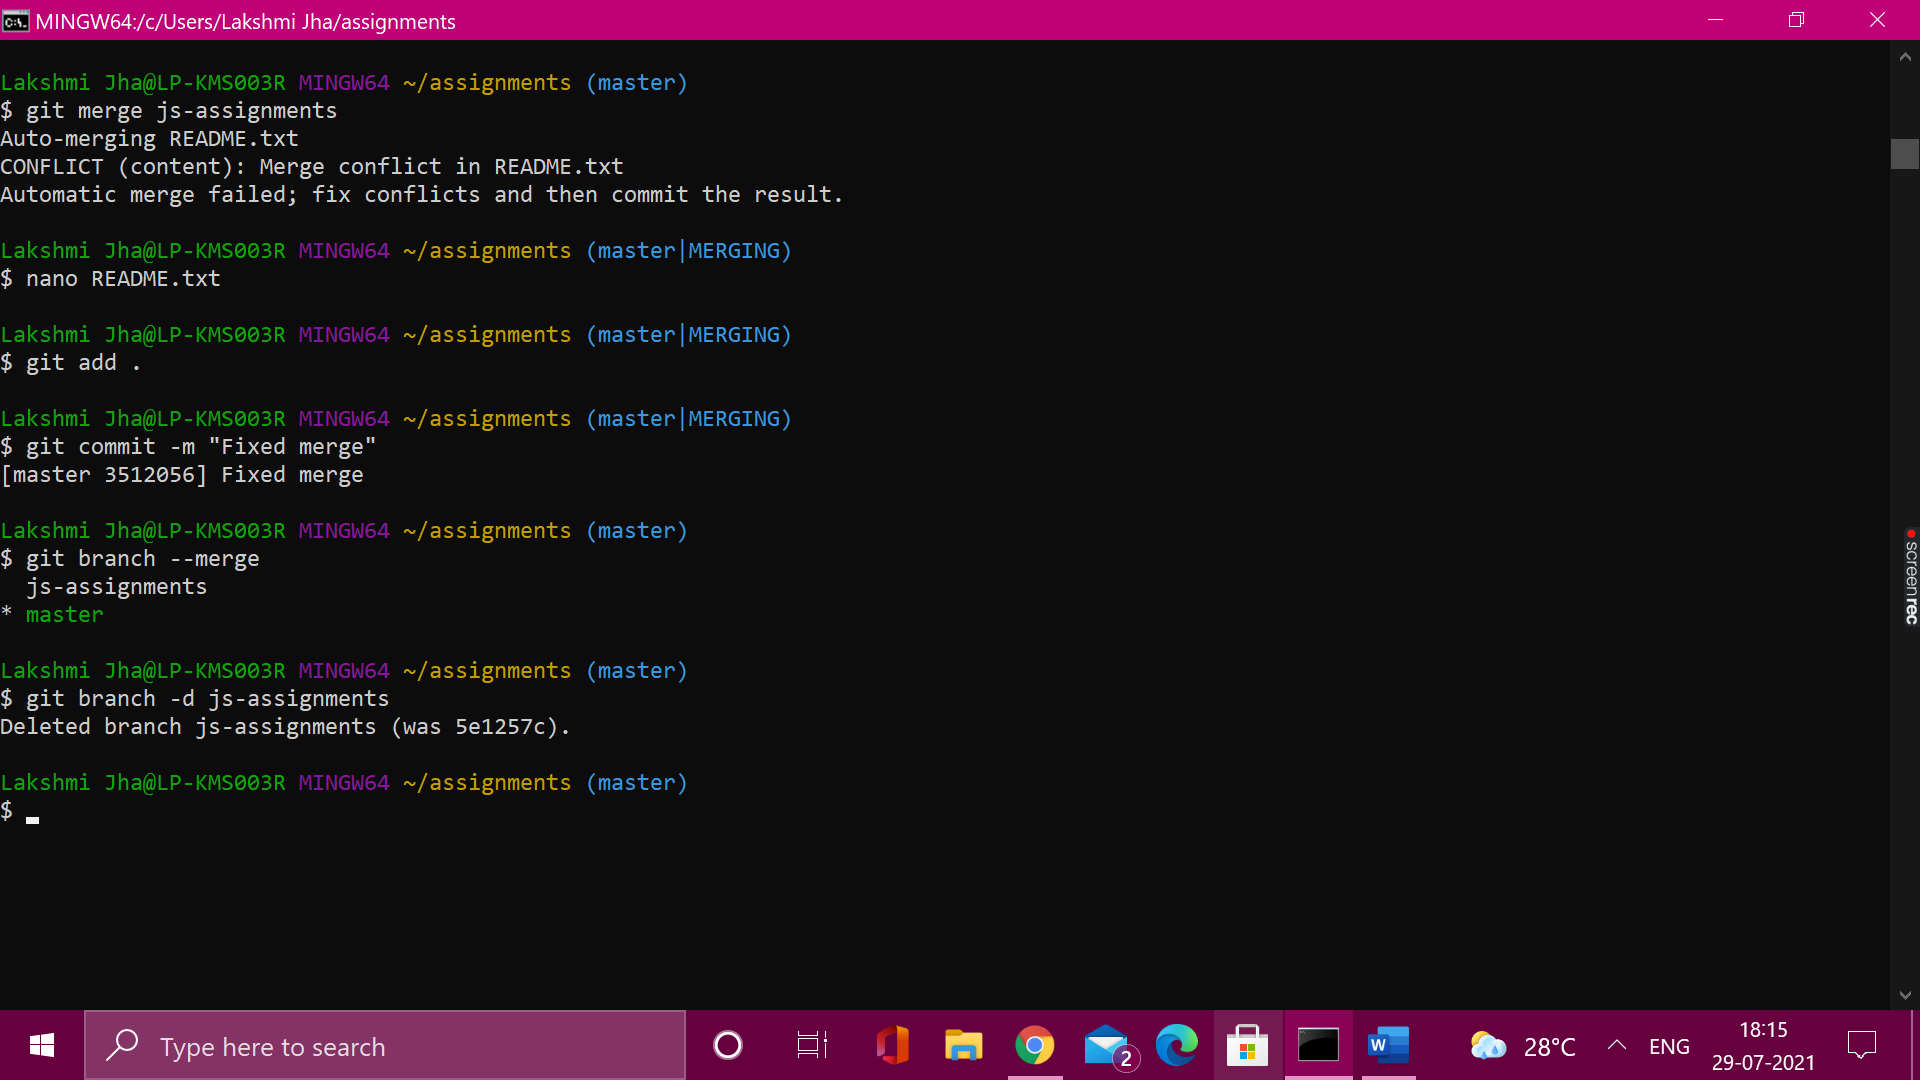 MINGW64:/c/Users/Lakshmi Jha/assignments
Lakshmi Jha@LP-KMS003R MINGW64 ~/assignments (master)
$ git merge js-assignments
Auto-merging README.txt
CONFLICT (content): Merge conflict in README.txt
Automatic merge failed; fix conflicts and then commit the result.
Lakshmi Jha@LP-KMS003R MINGW64 ~/assignments (master|MERGING)
$ nano README.txt
Lakshmi Jha@LP-KMS003R MINGW64 ~/assignments (master|MERGING)
$ git add .
Lakshmi Jha@LP-KMS003R MINGW64 ~/assignments (master|MERGING)
$ git commit -m "Fixed merge"
[master 3512056] Fixed merge
Lakshmi Jha@LP-KMS003R MINGW64 ~/assignments (master)
$ git branch --merge
  js-assignments
* master
Lakshmi Jha@LP-KMS003R MINGW64 ~/assignments (master)
$ git branch -d js-assignments
Deleted branch js-assignments (was 5e1257c).
Lakshmi Jha@LP-KMS003R MINGW64 ~/assignments (master)
$
screenrec
Type here to search
2
W
28°C
ENG
18:15
29-07-2021